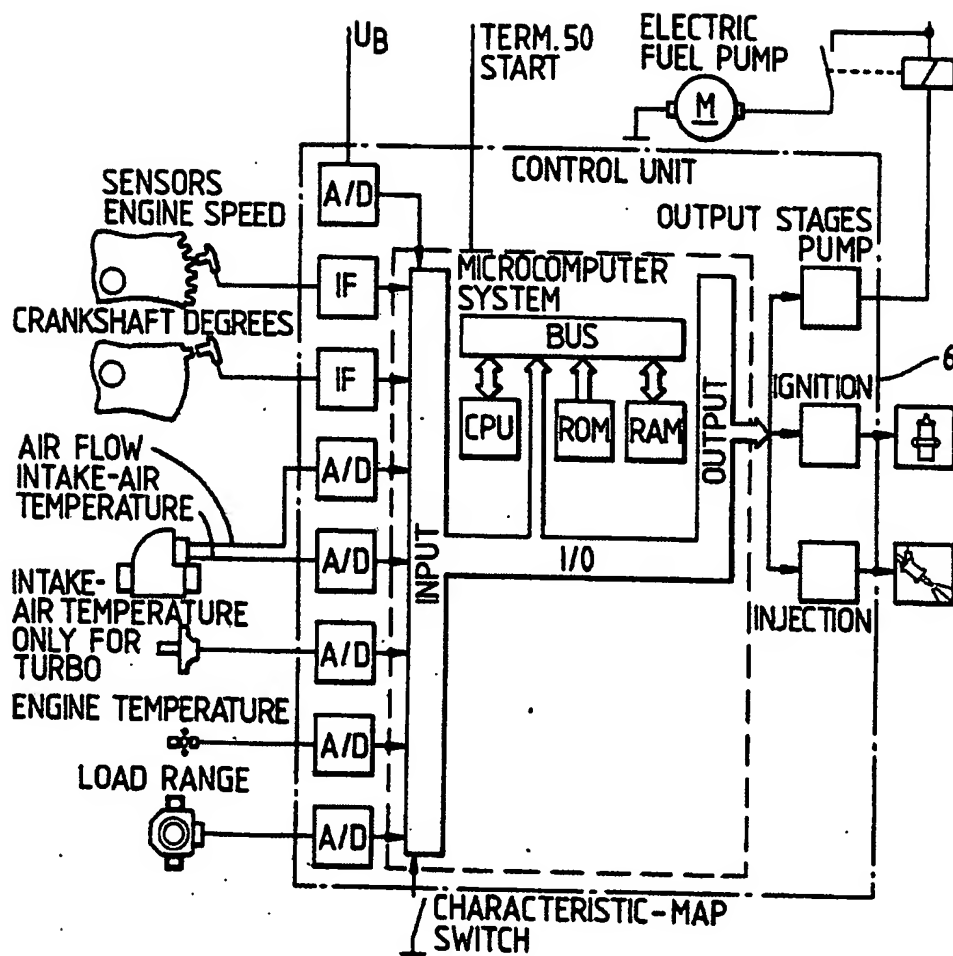 UB
TERM.50
START
ELECTRIC
FUEL PUMP
M
CONTROL UNIT
SENSORS
ENGINE SPEED
A/D
OUTPUT STAGES
PUMP
MICROCOMPUTER
SYSTEM
IF
CRANKSHAFT DEGREES
BUS
IF
6
IGNITION
CPU
ROM
RAM
OUTPUT
AIR FLOW
INTAKE-AIR
TEMPERATURE
A/D
A/D
INPUT
I/O
INTAKE-
AIR TEMPERATURE
ONLY FOR
TURBO
A/D
INJECTION
ENGINE TEMPERATURE
A/D
LOAD RANGE
A/D
CHARACTERISTIC-MAP
SWITCH